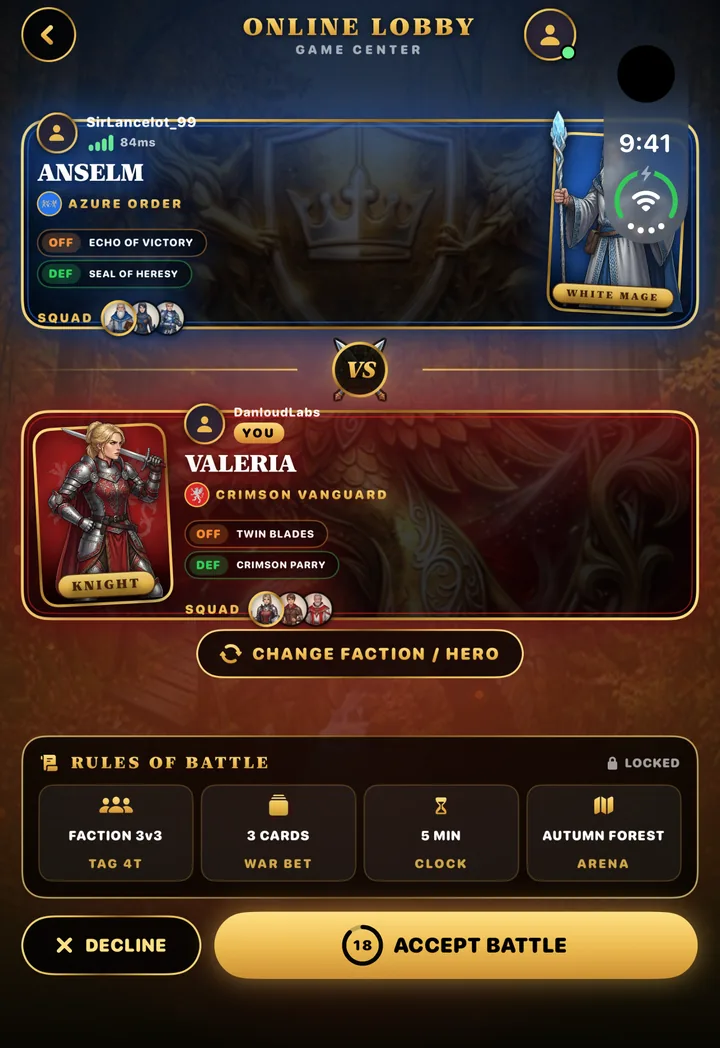 ONLINE LOBBY
GAME CENTER
SirLancelot_99
84ms
9:41
ANSELM
AZURE ORDER
OFF ECHO OF VICTORY
DEF SEAL OF HERESY
SQUAD
WHITE MAGE
VS
DanloudLabs
YOU
VALERIA
CRIMSON VANGUARD
OFF TWIN BLADES
DEF CRIMSON PARRY
KNIGHT
SQUAD
CHANGE FACTION / HERO
RULES OF BATTLE
LOCKED
FACTION 3v3
TAG 4T
3 CARDS
WAR BET
5 MIN
CLOCK
AUTUMN FOREST
ARENA
DECLINE
18 ACCEPT BATTLE